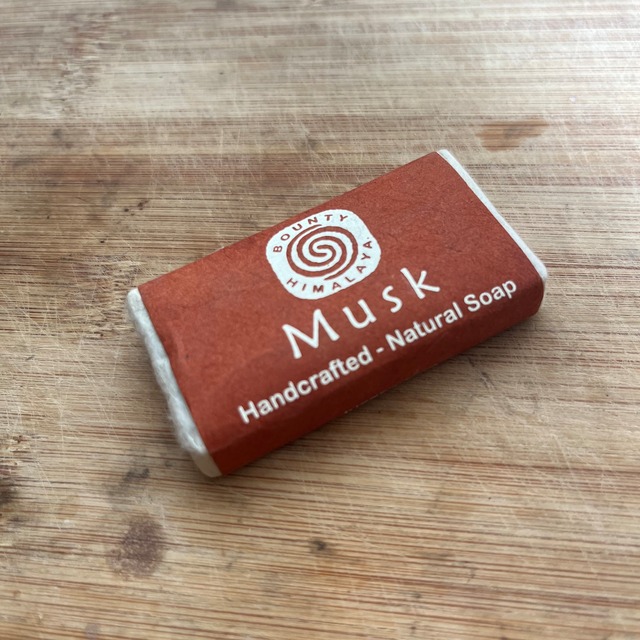 BOUNTY
HIMALAYA
Musk
Handcrafted - Natural Soap